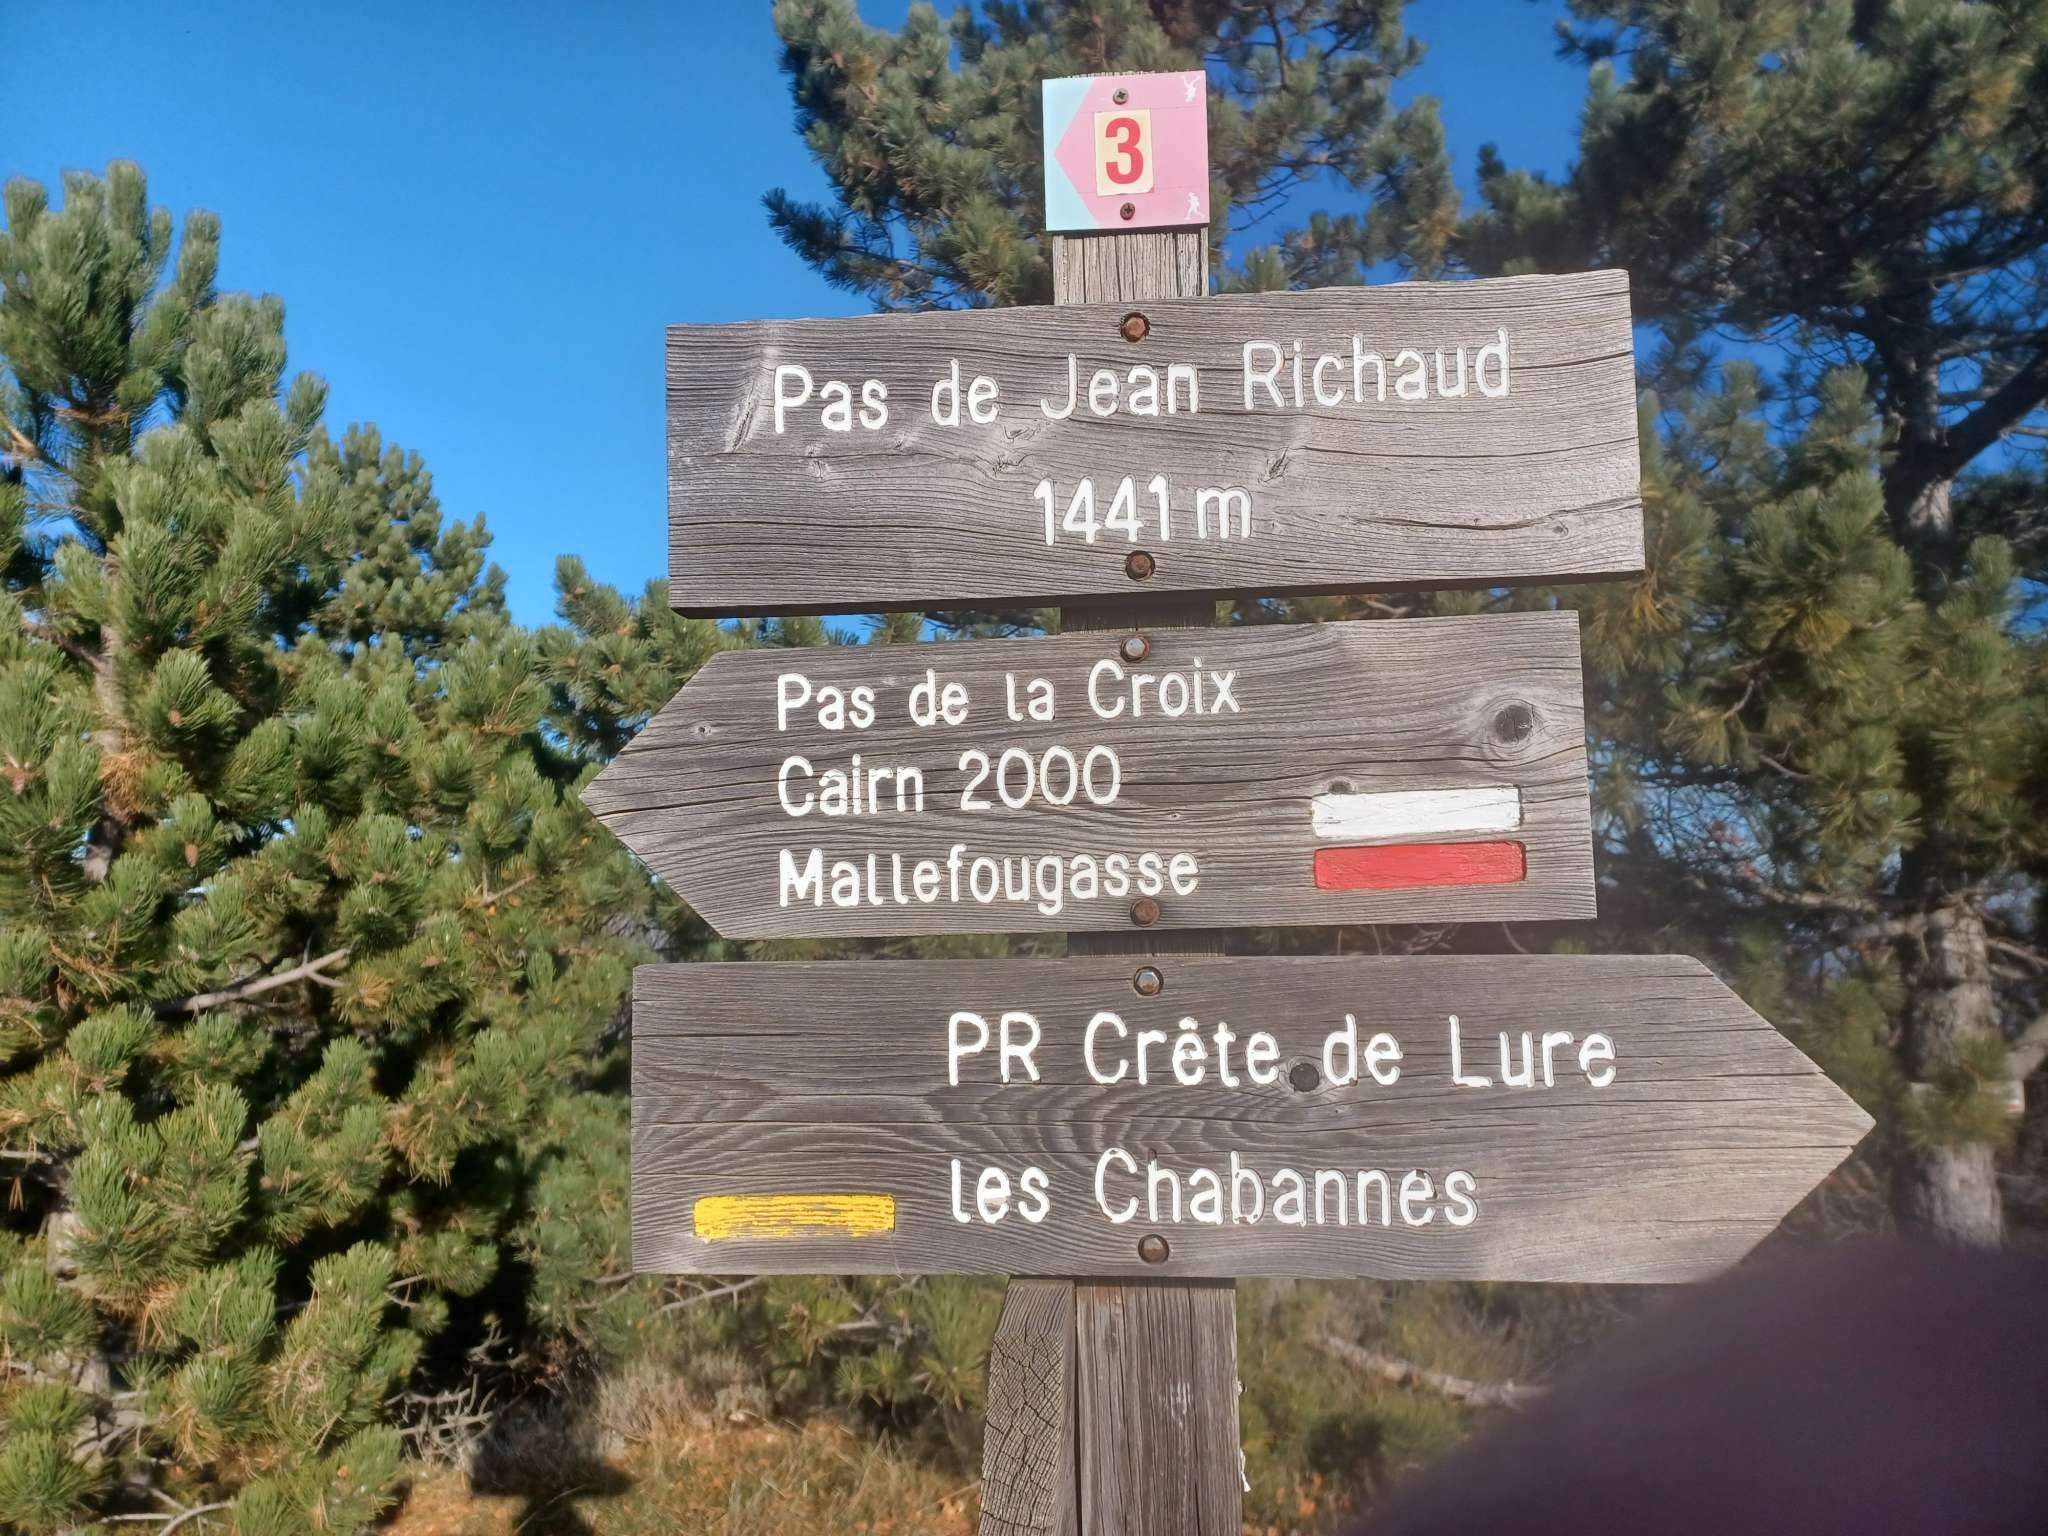 3
Pas de Jean Richaud
1441 m
Pas de la Croix
Cairn 2000
Mallefougasse
PR Crête de Lure
les Chabannes